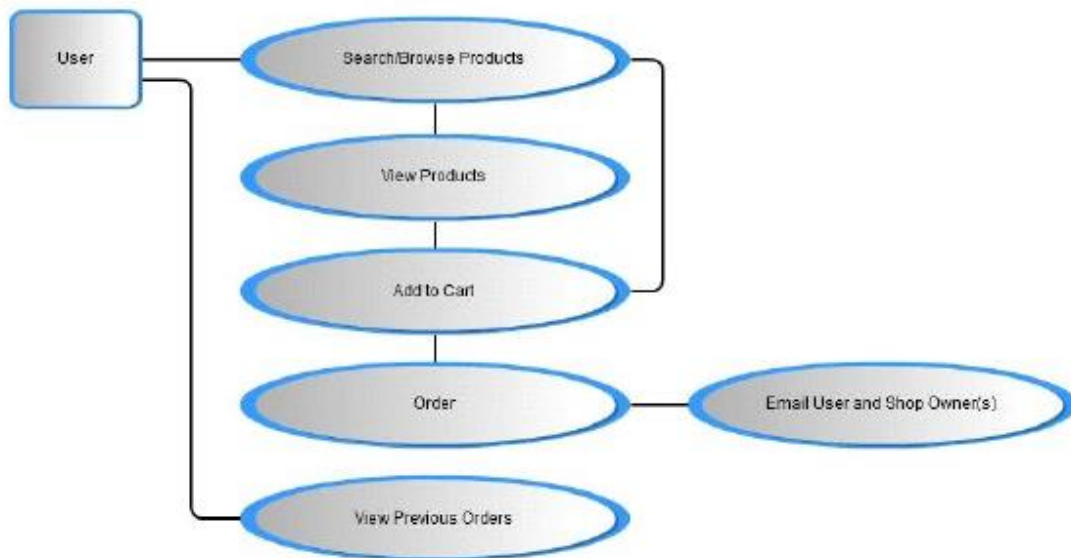 User
Search/Browse Products
View Products
Add to Cart
Order
Email User and Shop Owner(s)
View Previous Orders